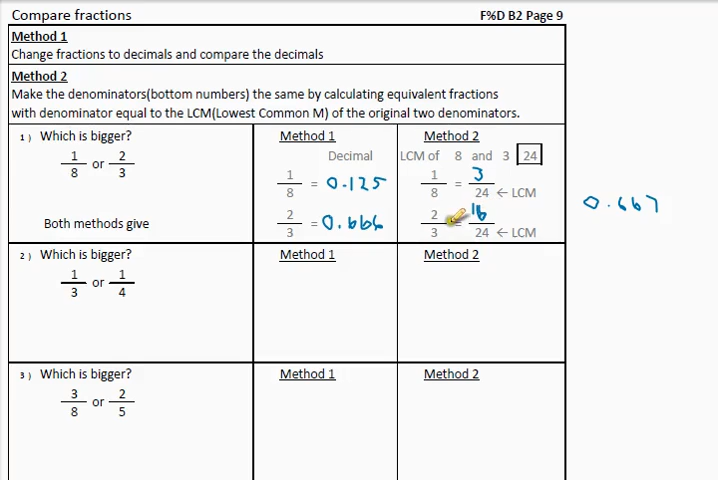 Compare fractions F%D B2 Page 9
Method 1
Change fractions to decimals and compare the decimals
Method 2
Make the denominators(bottom numbers) the same by calculating equivalent fractions
with denominator equal to the LCM(Lowest Common M) of the original two denominators.
1 ) Which is bigger?
1/8 or 2/3
Both methods give
Method 1
Decimal
1/8 = 0.125
2/3 = 0.666
Method 2
LCM of 8 and 3 24
1/8 = 3/24 ← LCM
2/3 = 16/24 ← LCM
0.667
2 ) Which is bigger?
1/3 or 1/4
Method 1
Method 2
3 ) Which is bigger?
3/8 or 2/5
Method 1
Method 2